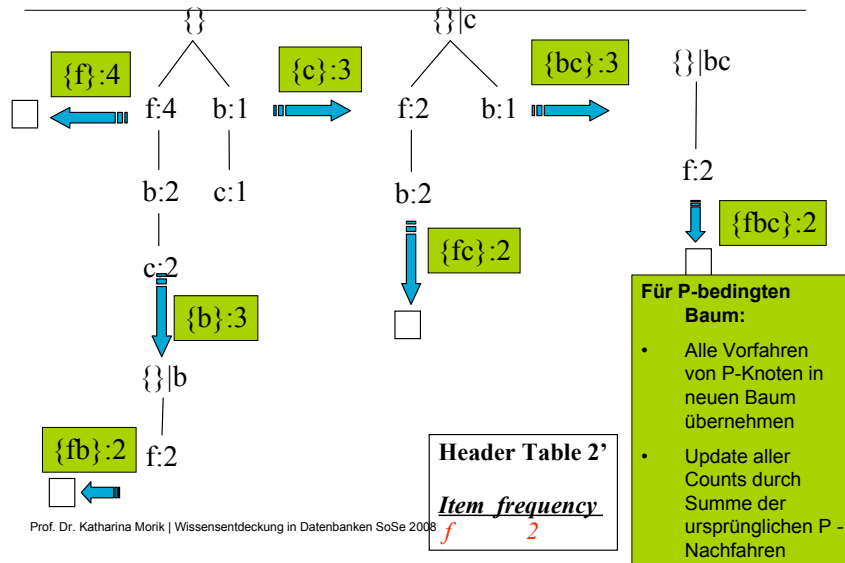 {} {}|c
{f}:4 {c}:3 {bc}:3 {}|bc
f:4 b:1 f:2 b:1
f:2
b:2 c:1 b:2
{fbc}:2
{fc}:2
c:2
{b}:3
{}|b
{fb}:2 f:2
Header Table 2’
Item frequency
f 2
Für P-bedingten
Baum:
• Alle Vorfahren
von P-Knoten in
neuen Baum
übernehmen
• Update aller
Counts durch
Summe der
ursprünglichen P -
Nachfahren
Prof. Dr. Katharina Morik | Wissensentdeckung in Datenbanken SoSe 2008